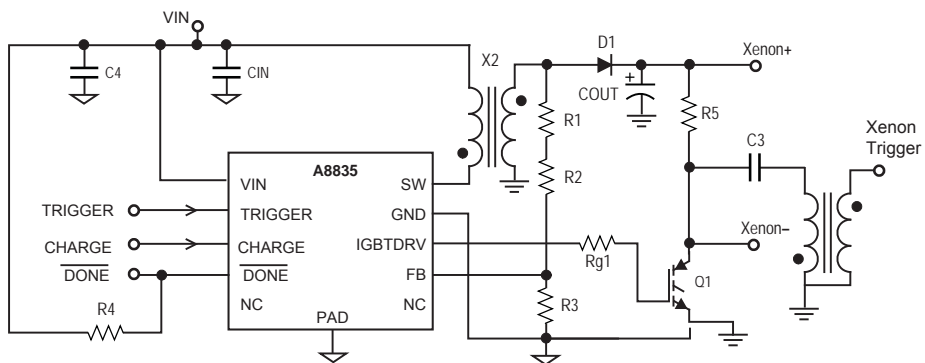 VIN
C4
CIN
X2
D1
Xenon+
COUT
+
R1
R5
C3
Xenon
Trigger
R2
A8835
VIN
SW
TRIGGER
TRIGGER
GND
CHARGE
CHARGE
IGBTDRV
Rg1
Xenon–
DONE
DONE
FB
Q1
NC
NC
R3
R4
PAD